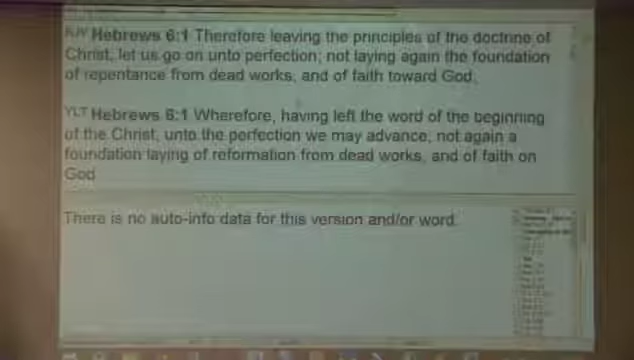 KJV Hebrews 6:1 Therefore leaving the principles of the doctrine of
Christ, let us go on unto perfection; not laying again the foundation
of repentance from dead works, and of faith toward God,
YLT Hebrews 6:1 Wherefore, having left the word of the beginning
of the Christ, unto the perfection we may advance, not again a
foundation laying of reformation from dead works, and of faith on
God
There is no auto-info data for this version and/or word.